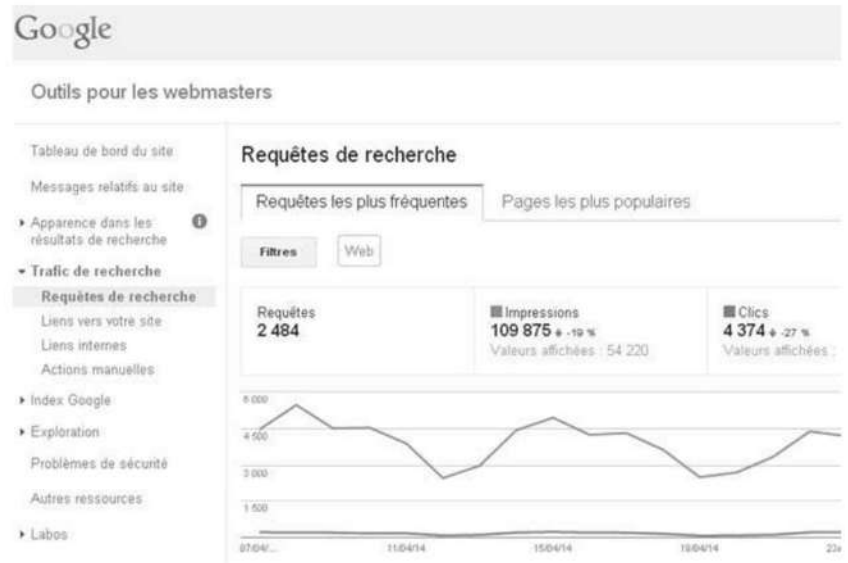 Google
Outils pour les webmasters
Tableau de bord du site
Messages relatifs au site
Apparence dans les
résultats de recherche
Trafic de recherche
Requêtes de recherche
Liens vers votre site
Liens internes
Actions manuelles
Index Google
Exploration
Problèmes de sécurité
Autres ressources
Labos
Requêtes de recherche
Requêtes les plus fréquentes
Pages les plus populaires
Filtres
Web
Requêtes
2 484
Impressions
109 875 -19 %
Valeurs affichées : 54 220
Clics
4 374 -27 %
Valeurs affichées :
6 000
4 500
3 000
1 500
07/04/...
11/04/14
15/04/14
19/04/14